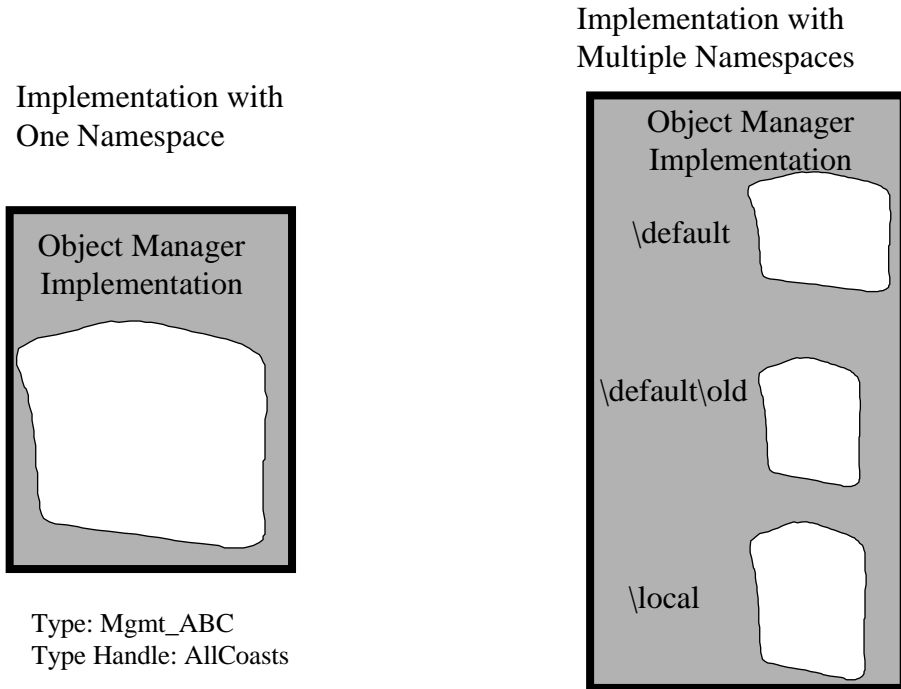 Implementation with
One Namespace
Object Manager
Implementation
Type: Mgmt_ABC
Type Handle: AllCoasts
Implementation with
Multiple Namespaces
Object Manager
Implementation
\default
\default\old
\local